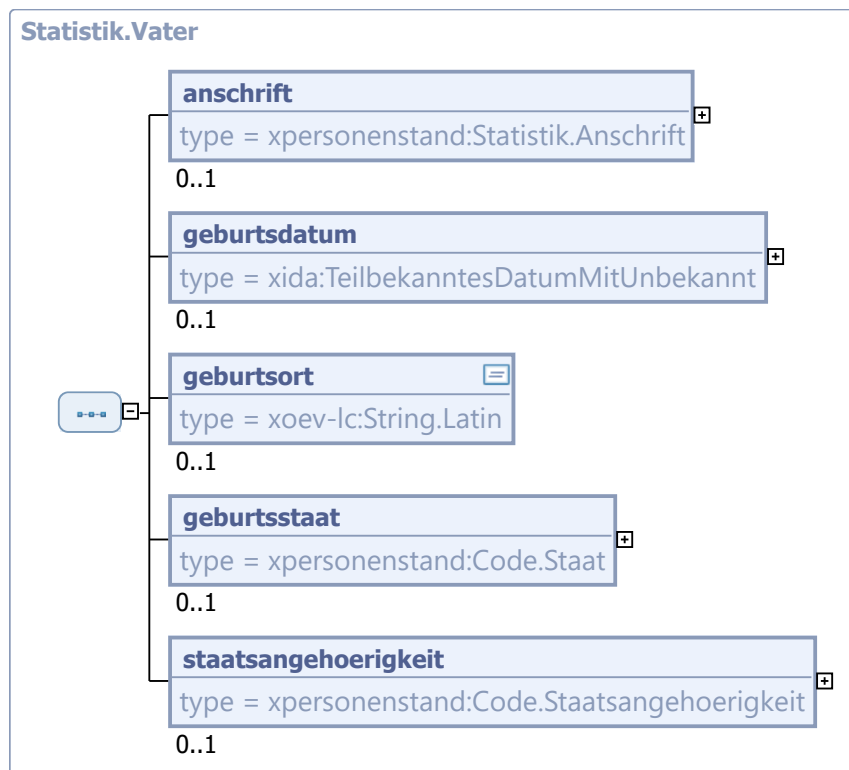 Statistik.Vater
anschrift
type = xpersonenstand:Statistik.Anschrift
0..1
geburtsdatum
type = xida:TeilbekanntesDatumMitUnbekannt
0..1
geburtsort
type = xoev-lc:String.Latin
0..1
geburtsstaat
type = xpersonenstand:Code.Staat
0..1
staatsangehoerigkeit
type = xpersonenstand:Code.Staatsangehoerigkeit
0..1